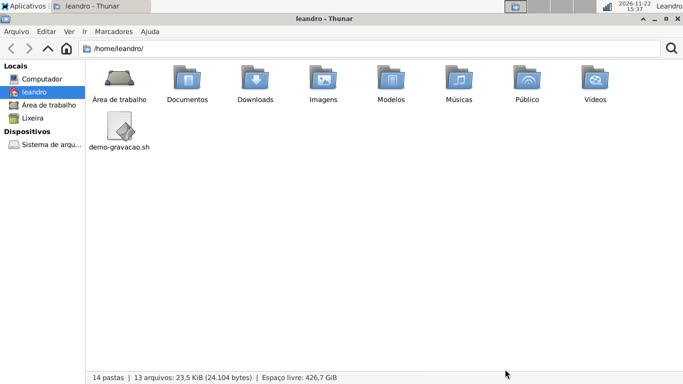 Aplicativos
leandro - Thunar
2026-11-22
15:37
Leandro
leandro - Thunar
Arquivo Editar Ver Ir Marcadores Ajuda
/home/leandro/
Locais
Computador
leandro
Área de trabalho
Lixeira
Dispositivos
Sistema de arqu...
Área de trabalho Documentos Downloads Imagens Modelos Músicas Público Vídeos
demo-gravacao.sh
14 pastas | 13 arquivos: 23,5 KiB (24.104 bytes) | Espaço livre: 426,7 GiB